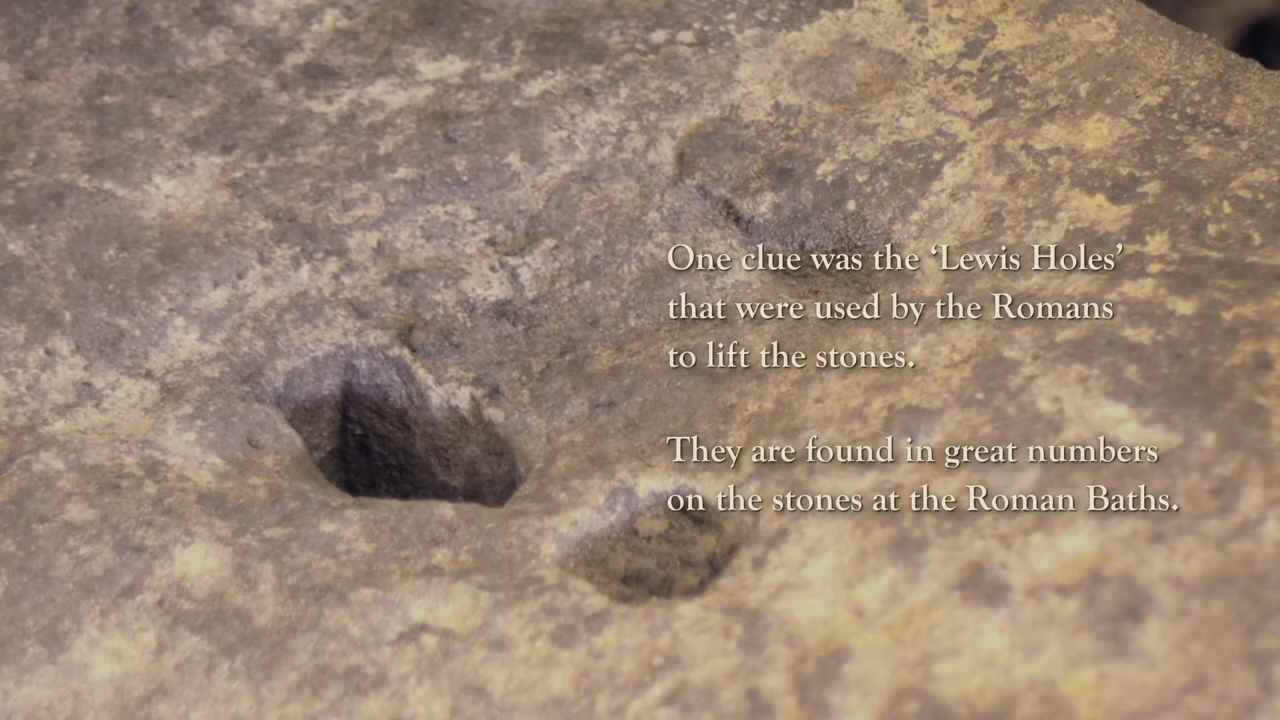 One clue was the ‘Lewis Holes’
that were used by the Romans
to lift the stones.
They are found in great numbers
on the stones at the Roman Baths.